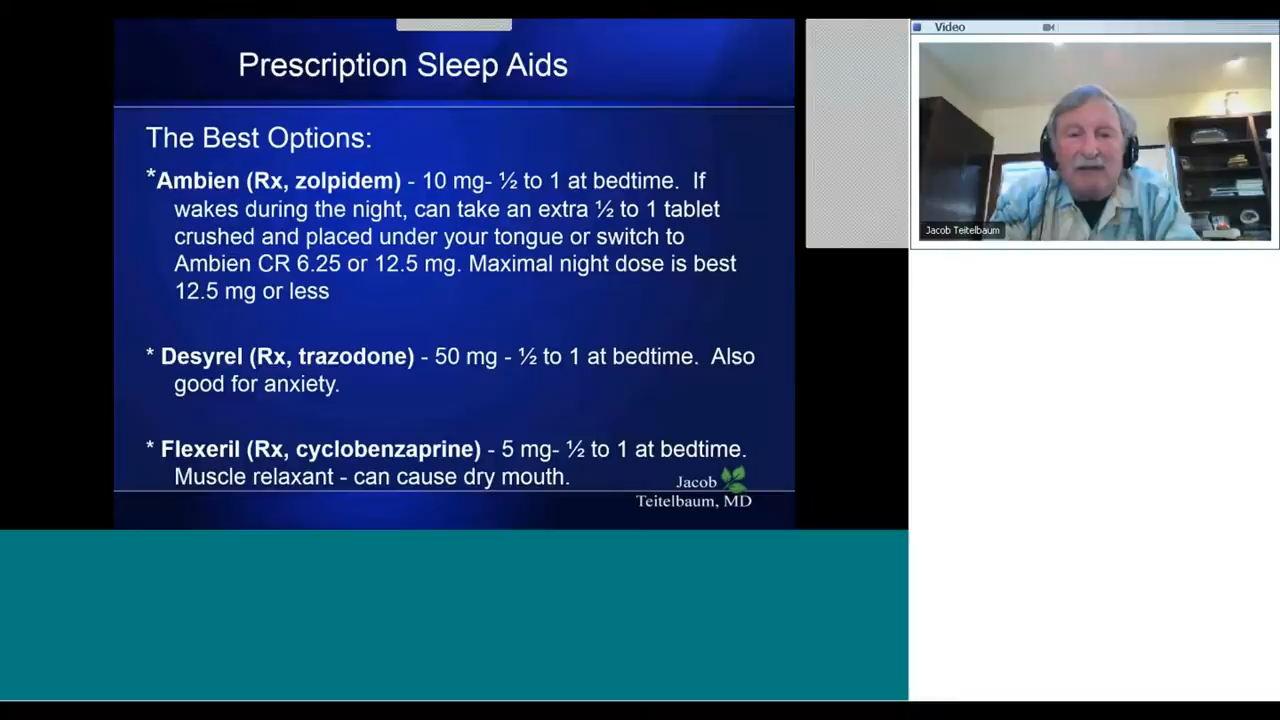 Prescription Sleep Aids
The Best Options:
*Ambien (Rx, zolpidem) - 10 mg- ½ to 1 at bedtime. If
wakes during the night, can take an extra ½ to 1 tablet
crushed and placed under your tongue or switch to
Ambien CR 6.25 or 12.5 mg. Maximal night dose is best
12.5 mg or less
* Desyrel (Rx, trazodone) - 50 mg - ½ to 1 at bedtime. Also
good for anxiety.
* Flexeril (Rx, cyclobenzaprine) - 5 mg- ½ to 1 at bedtime.
Muscle relaxant - can cause dry mouth.
Jacob
Teitelbaum, MD
Video
Jacob Teitelbaum